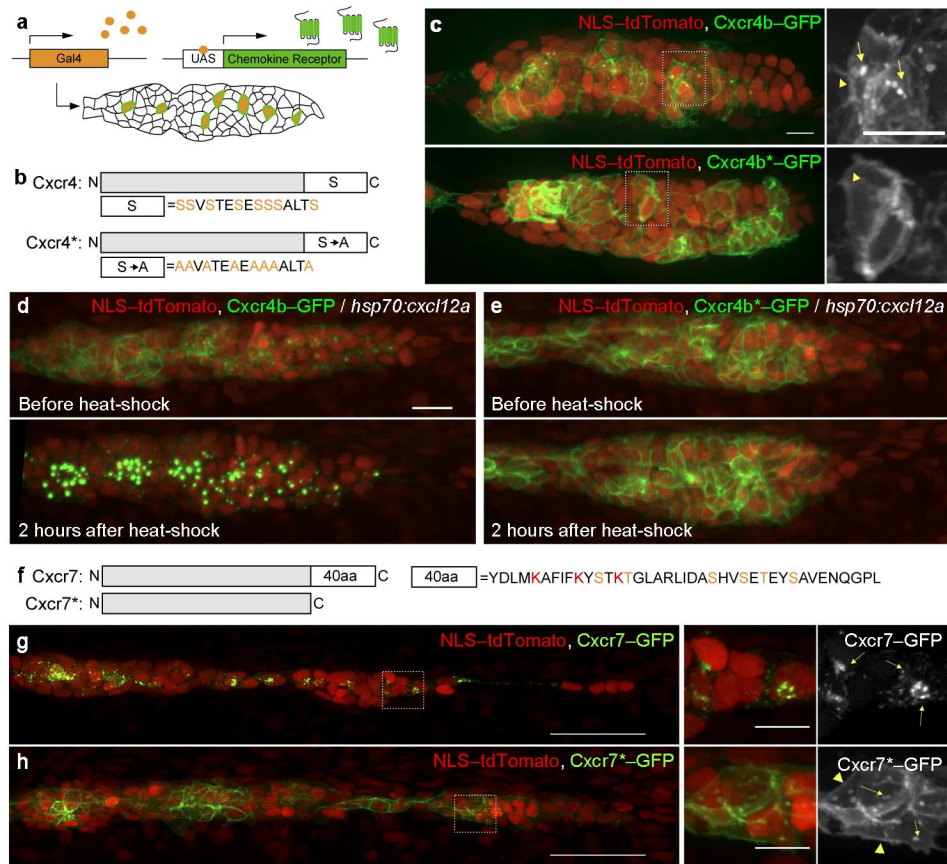 a
Gal4
UAS
Chemokine Receptor
b
Cxcr4: N
S
C
S
=SSVSTESESSSALTS
Cxcr4*: N
S→A
C
S→A
=AAVATEAEAAAALTA
c
NLS–tdTomato, Cxcr4b–GFP
NLS–tdTomato, Cxcr4b*–GFP
d
NLS–tdTomato, Cxcr4b–GFP / hsp70:cxcl12a
Before heat-shock
2 hours after heat-shock
e
NLS–tdTomato, Cxcr4b*–GFP / hsp70:cxcl12a
Before heat-shock
2 hours after heat-shock
f
Cxcr7: N
40aa
C
40aa
=YDLMKAFIFKYSTKTGLARLIDASHVSETEYSAVENQGPL
Cxcr7*: N
C
g
NLS–tdTomato, Cxcr7–GFP
Cxcr7–GFP
h
NLS–tdTomato, Cxcr7*–GFP
Cxcr7*–GFP